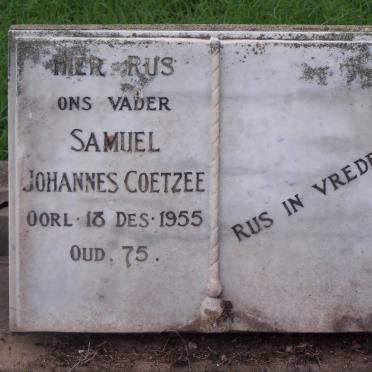 HIER RUS
ONS VADER
SAMUEL
JOHANNES COETZEE
OORL· 18 DES· 1955
OUD. 75.
RUS IN VREDE